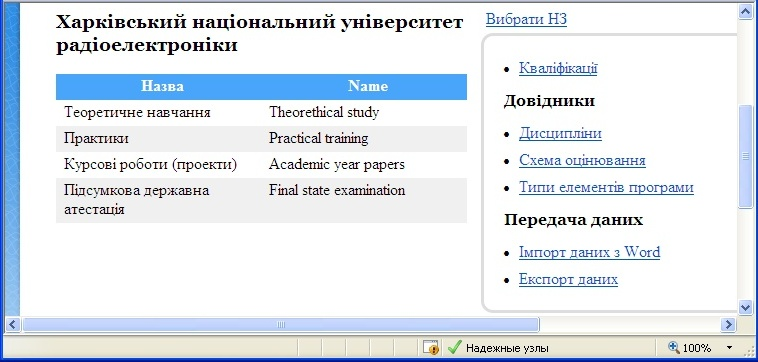 Харківський національний університет
радіоелектроніки
Назва Name
Теоретичне навчання Theorethical study
Практики Practical training
Курсові роботи (проекти) Academic year papers
Підсумкова державна Final state examination
атестація
Вибрати НЗ
Кваліфікації
Довідники
Дисципліни
Схема оцінювання
Типи елементів програми
Передача даних
Імпорт даних з Word
Експорт даних
Надежные узлы 100%